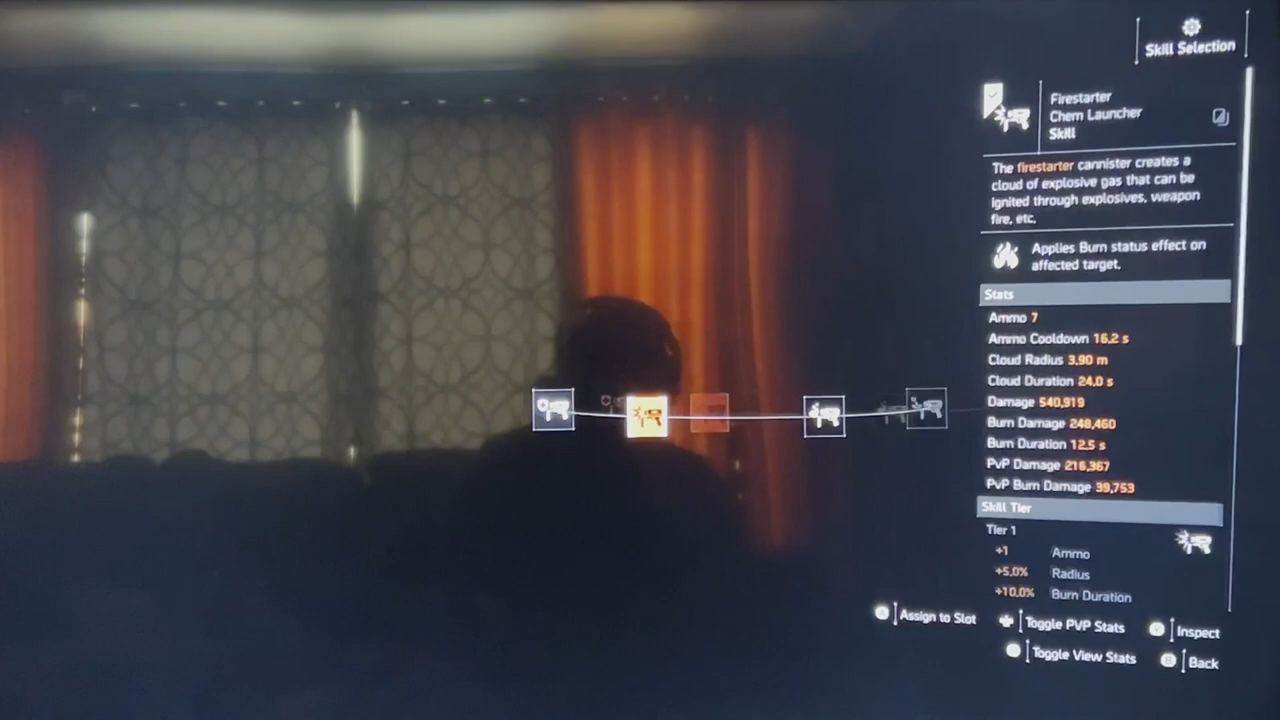 Skill Selection
Firestarter
Chem Launcher
Skill
The firestarter cannister creates a
cloud of explosive gas that can be
ignited through explosives, weapon
fire, etc.
Applies Burn status effect on
affected target.
Stats
Ammo 7
Ammo Cooldown 16.2 s
Cloud Radius 3.90 m
Cloud Duration 24.0 s
Damage 540,919
Burn Damage 248,460
Burn Duration 12.5 s
PvP Damage 216,367
PvP Burn Damage 39,753
Skill Tier
Tier 1
+1 Ammo
+5.0% Radius
+10.0% Burn Duration
Assign to Slot
Toggle PVP Stats
Inspect
Toggle View Stats
Back